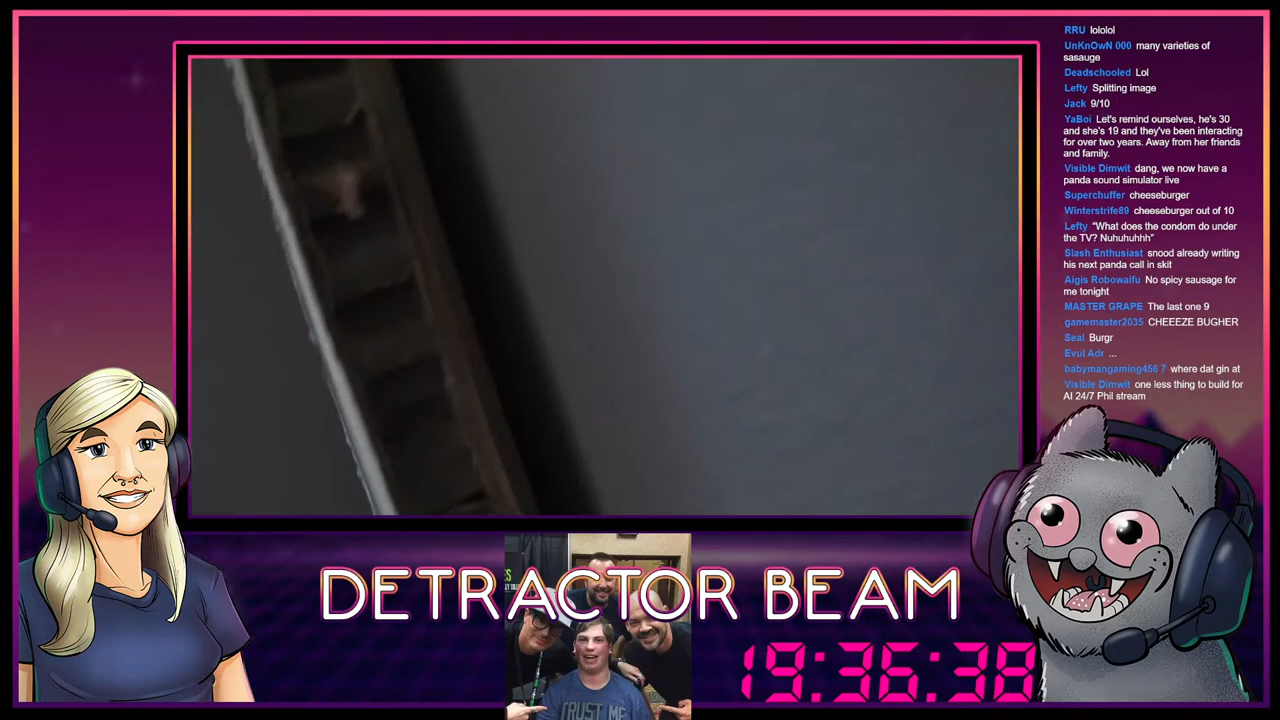 RRU lololol
UnKnOwN 000 many varieties of
sasauge
Deadschooled Lol
Lefty Splitting image
Jack 9/10
YaBoi Let's remind ourselves, he's 30
and she's 19 and they've been interacting
for over two years. Away from her friends
and family.
Visible Dimwit dang, we now have a
panda sound simulator live
Superchuffer cheeseburger
Winterstrife89 cheeseburger out of 10
Lefty "What does the condom do under
the TV? Nuhuhuhh"
Slash Enthusiast snood already writing
his next panda call in skit
Aigis Robowaifu No spicy sausage for
me tonight
MASTER GRAPE The last one 9
gamemaster2035 CHEEEZE BUGHER
Seal Burgr
Evul Adr ...
babymangaming456 7 where dat gin at
Visible Dimwit one less thing to build for
AI 24/7 Phil stream
DETRACTOR BEAM
TRUST ME
19:36:38